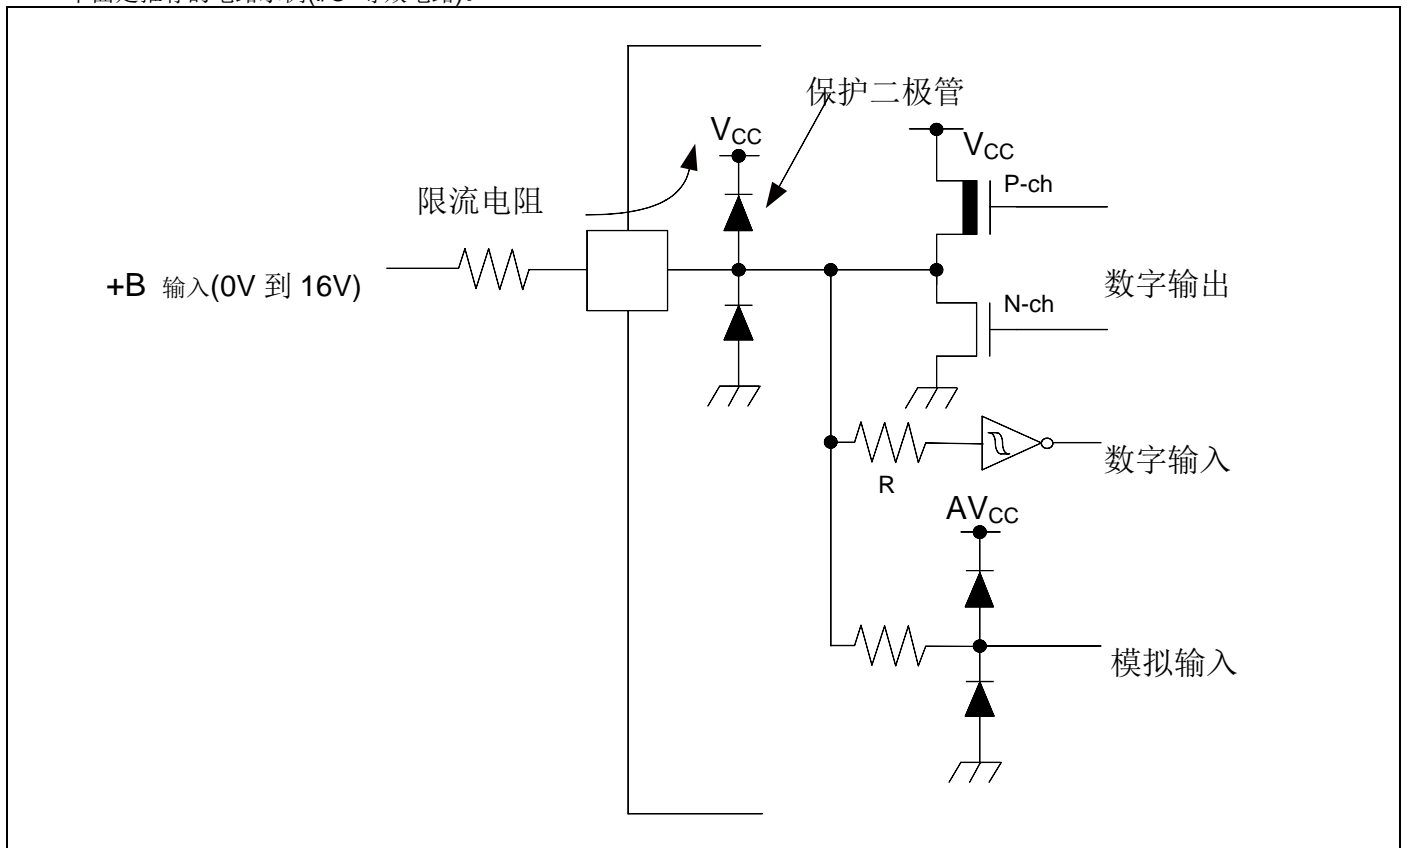 保护二极管
VCC
VCC
P-ch
限流电阻
+B 输入(0V 到 16V)
数字输出
N-ch
数字输入
R
AVCC
模拟输入